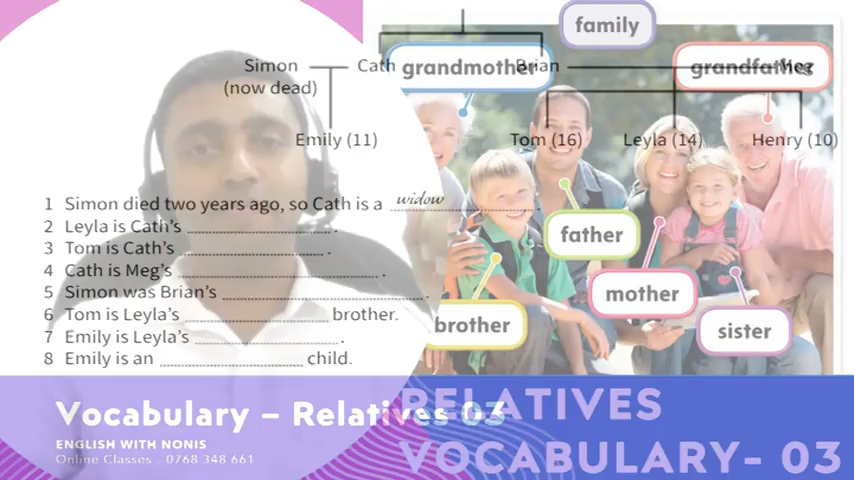 family
Simon
Cath
Brian
Meg
grandmother
grandfather
(now dead)
Emily (11)
Tom (16)
Leyla (14)
Henry (10)
1 Simon died two years ago, so Cath is a widow .
2 Leyla is Cath's .
3 Tom is Cath's .
4 Cath is Meg's .
5 Simon was Brian's .
6 Tom is Leyla's brother.
7 Emily is Leyla's .
8 Emily is an child.
father
mother
brother
sister
Vocabulary – Relatives 03
ENGLISH WITH NONIS
Online Classes - 0768 348 661
RELATIVES
VOCABULARY- 03